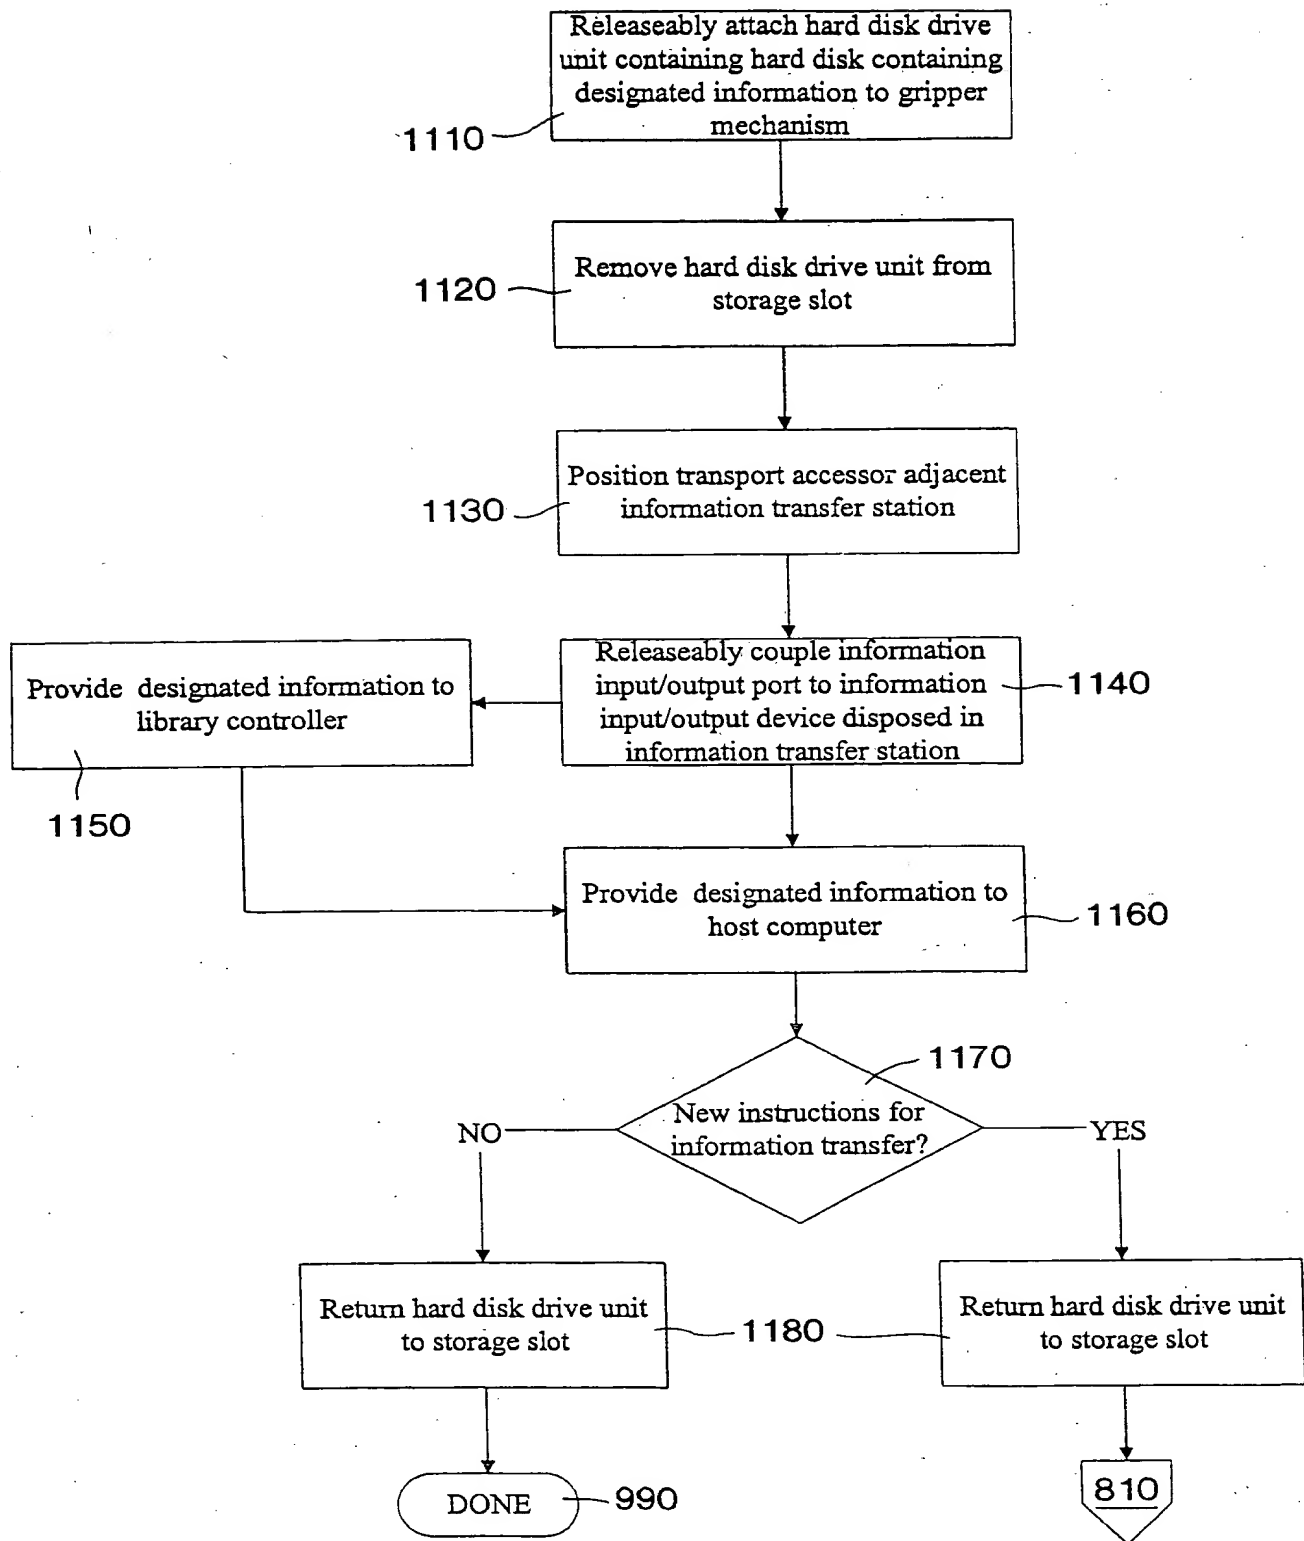 Releaseably attach hard disk drive
unit containing hard disk containing
designated information to gripper
mechanism
1110
Remove hard disk drive unit from
storage slot
1120
Position transport accessor adjacent
information transfer station
1130
Releaseably couple information
input/output port to information
input/output device disposed in
information transfer station
1140
Provide designated information to
library controller
1150
Provide designated information to
host computer
1160
1170
New instructions for
information transfer?
NO
YES
Return hard disk drive unit
to storage slot
1180
Return hard disk drive unit
to storage slot
DONE
990
810